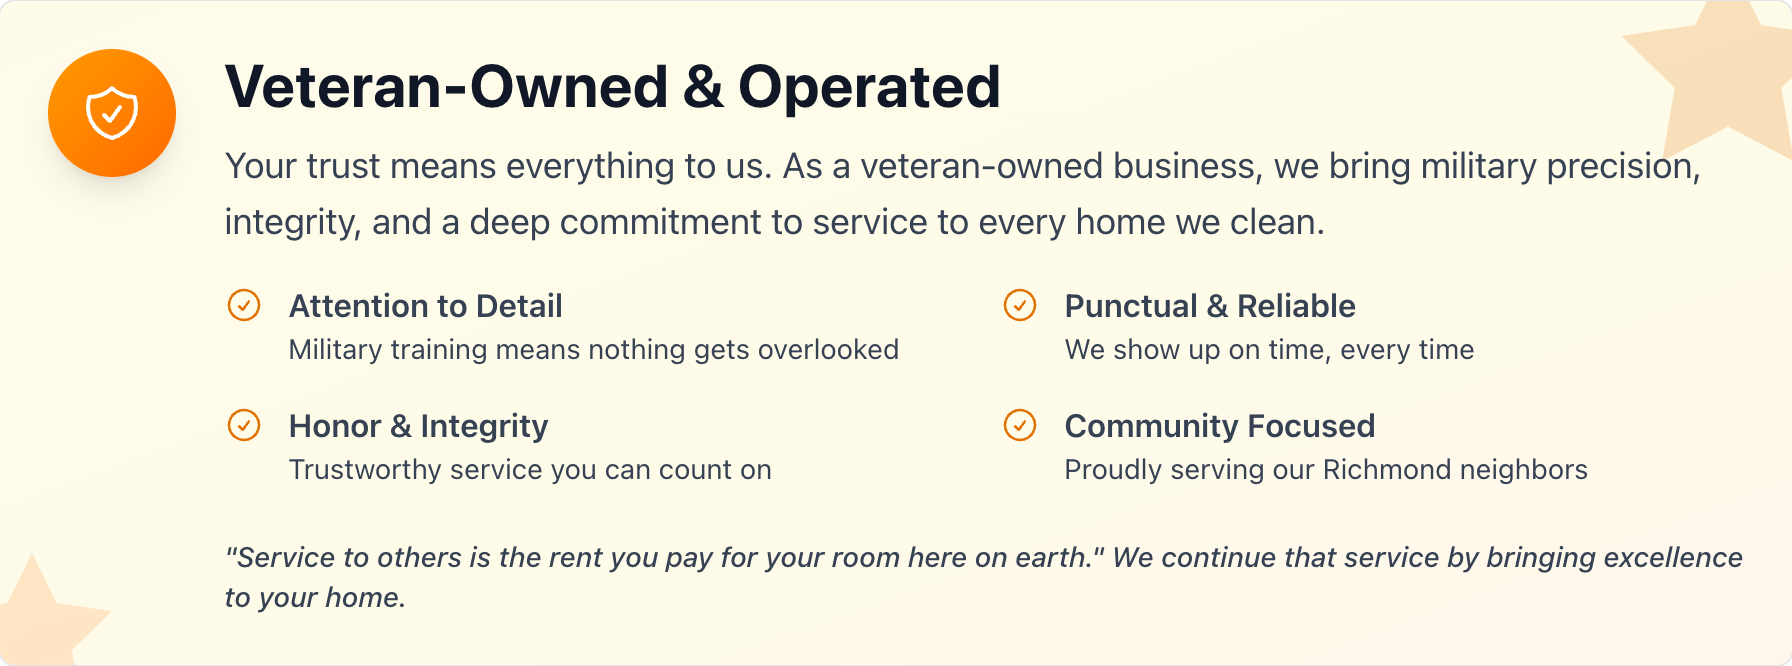 Veteran-Owned & Operated
Your trust means everything to us. As a veteran-owned business, we bring military precision,
integrity, and a deep commitment to service to every home we clean.
Attention to Detail
Military training means nothing gets overlooked
Punctual & Reliable
We show up on time, every time
Honor & Integrity
Trustworthy service you can count on
Community Focused
Proudly serving our Richmond neighbors
"Service to others is the rent you pay for your room here on earth." We continue that service by bringing excellence
to your home.